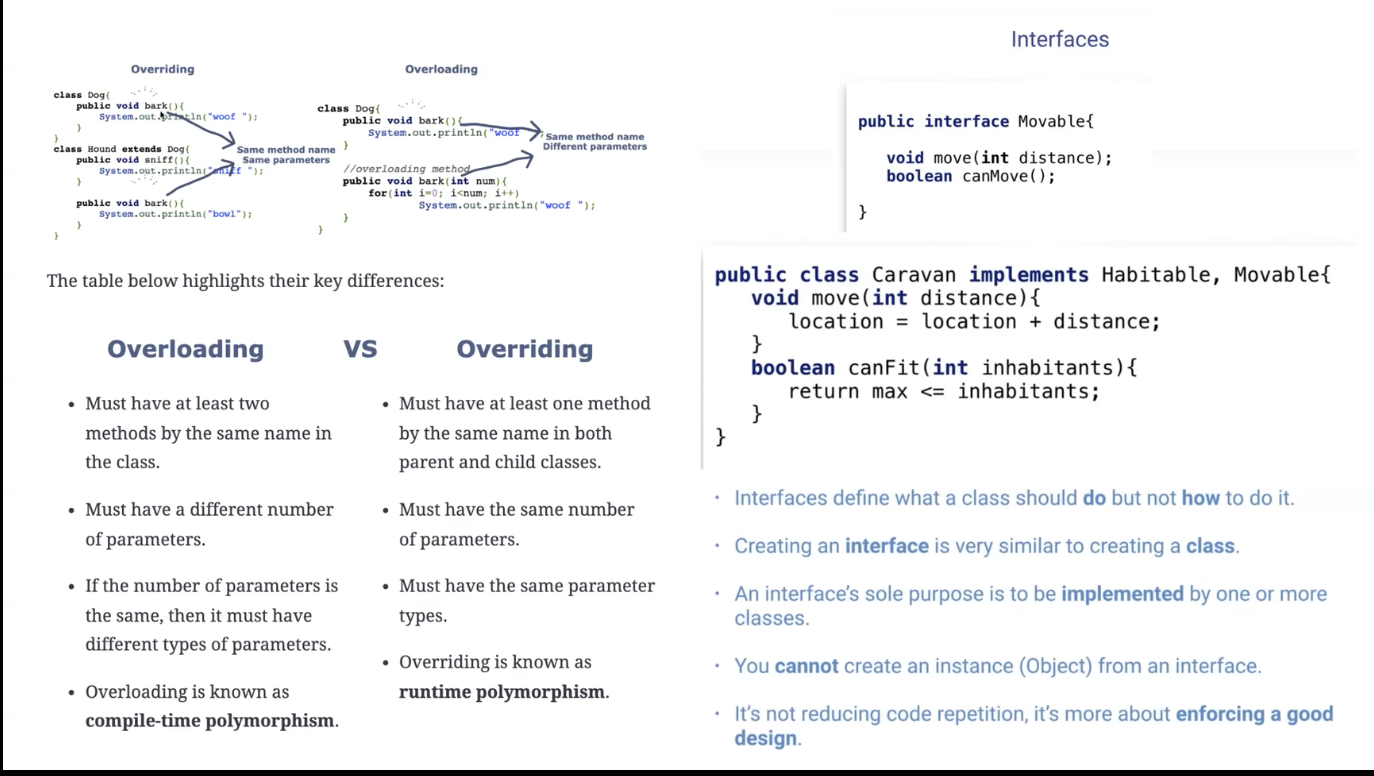 Overriding
class Dog{
public void bark(){
System.out.println("woof ");
}
}
class Hound extends Dog{
public void sniff(){
System.out.println("sniff ");
}
public void bark(){
System.out.println("bowl");
}
}
Same method name
Same parameters
Overloading
class Dog{
public void bark(){
System.out.println("woof ");
}
//overloading method
public void bark(int num){
for(int i=0; i<num; i++)
System.out.println("woof ");
}
}
Same method name
Different parameters
The table below highlights their key differences:
Overloading VS Overriding
• Must have at least two
methods by the same name in
the class.
• Must have a different number
of parameters.
• If the number of parameters is
the same, then it must have
different types of parameters.
• Overloading is known as
compile-time polymorphism.
• Must have at least one method
by the same name in both
parent and child classes.
• Must have the same number
of parameters.
• Must have the same parameter
types.
• Overriding is known as
runtime polymorphism.
Interfaces
public interface Movable{
void move(int distance);
boolean canMove();
}
public class Caravan implements Habitable, Movable{
void move(int distance){
location = location + distance;
}
boolean canFit(int inhabitants){
return max <= inhabitants;
}
}
· Interfaces define what a class should do but not how to do it.
· Creating an interface is very similar to creating a class.
· An interface's sole purpose is to be implemented by one or more
classes.
· You cannot create an instance (Object) from an interface.
· It's not reducing code repetition, it's more about enforcing a good
design.